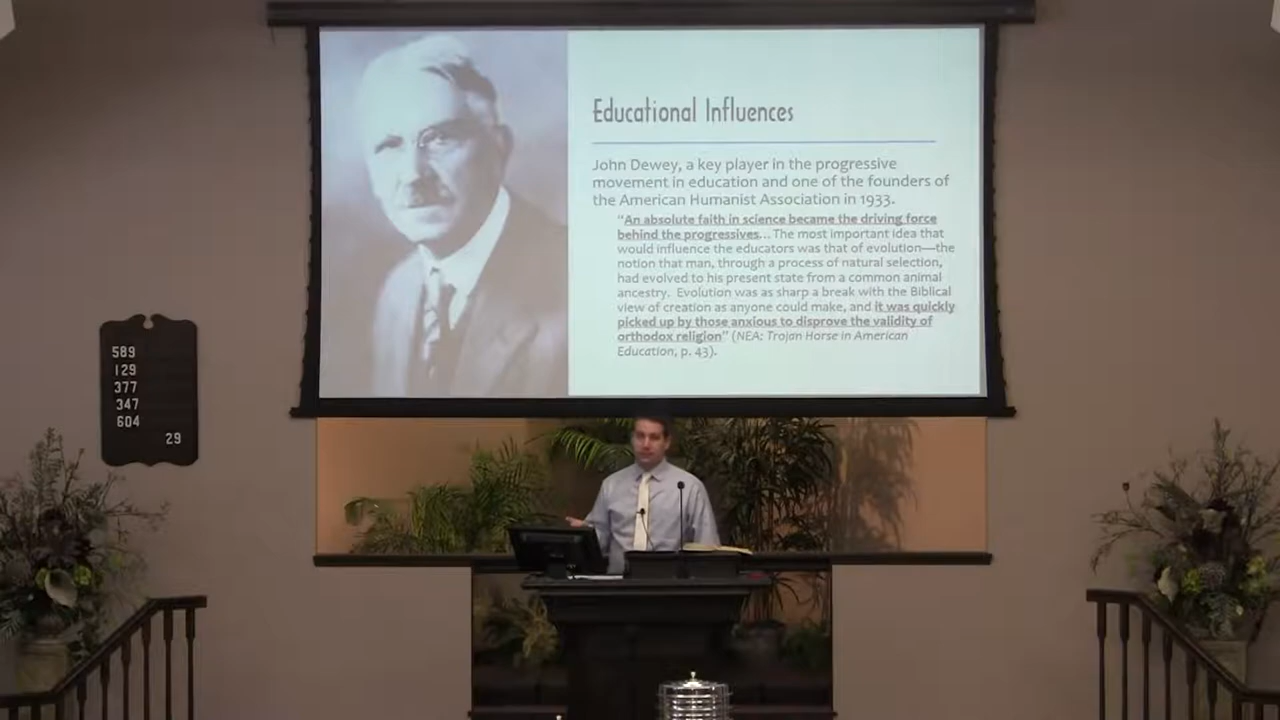 Educational Influences
John Dewey, a key player in the progressive
movement in education and one of the founders of
the American Humanist Association in 1933.
“An absolute faith in science became the driving force
behind the progressives... The most important idea that
would influence the educators was that of evolution—the
notion that man, through a process of natural selection,
had evolved to his present state from a common animal
ancestry. Evolution was as sharp a break with the Biblical
view of creation as anyone could make, and it was quickly
picked up by those anxious to disprove the validity of
orthodox religion” (NEA: Trojan Horse in American
Education, p. 43).
589
129
377
347
604
29